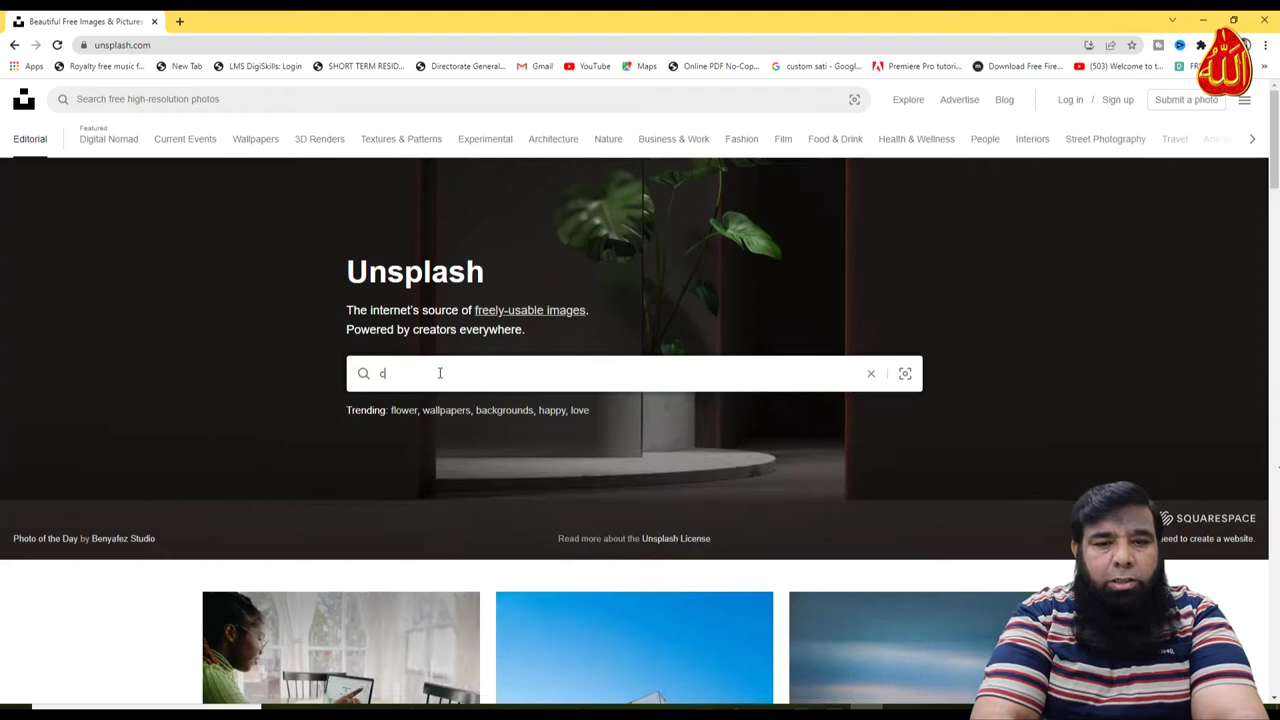 Beautiful Free Images & Pictures
unsplash.com
Apps
Royalty free music f...
New Tab
LMS DigiSkills: Login
SHORT TERM RESID...
Directorate General...
Gmail
YouTube
Maps
Online PDF No-Cop...
custom sati - Googl...
Premiere Pro tutori...
Download Free Fire...
(503) Welcome to t...
الله
Search free high-resolution photos
Explore
Advertise
Blog
Log in / Sign up
Submit a photo
Editorial
Featured
Digital Nomad
Current Events
Wallpapers
3D Renders
Textures & Patterns
Experimental
Architecture
Nature
Business & Work
Fashion
Film
Food & Drink
Health & Wellness
People
Interiors
Street Photography
Travel
Unsplash
The internet's source of freely-usable images.
Powered by creators everywhere.
c
Trending: flower, wallpapers, backgrounds, happy, love
SQUARESPACE
Photo of the Day by Benyafez Studio
Read more about the Unsplash License
need to create a website.